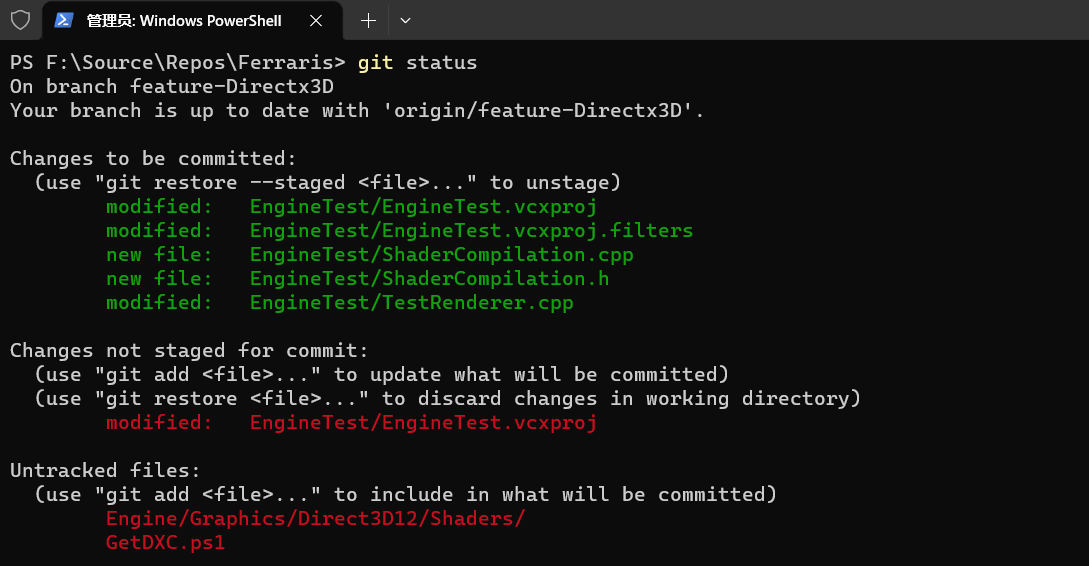 管理员: Windows PowerShell
PS F:\Source\Repos\Ferraris> git status
On branch feature-Directx3D
Your branch is up to date with 'origin/feature-Directx3D'.
Changes to be committed:
  (use "git restore --staged <file>..." to unstage)
        modified:   EngineTest/EngineTest.vcxproj
        modified:   EngineTest/EngineTest.vcxproj.filters
        new file:   EngineTest/ShaderCompilation.cpp
        new file:   EngineTest/ShaderCompilation.h
        modified:   EngineTest/TestRenderer.cpp
Changes not staged for commit:
  (use "git add <file>..." to update what will be committed)
  (use "git restore <file>..." to discard changes in working directory)
        modified:   EngineTest/EngineTest.vcxproj
Untracked files:
  (use "git add <file>..." to include in what will be committed)
        Engine/Graphics/Direct3D12/Shaders/
        GetDXC.ps1